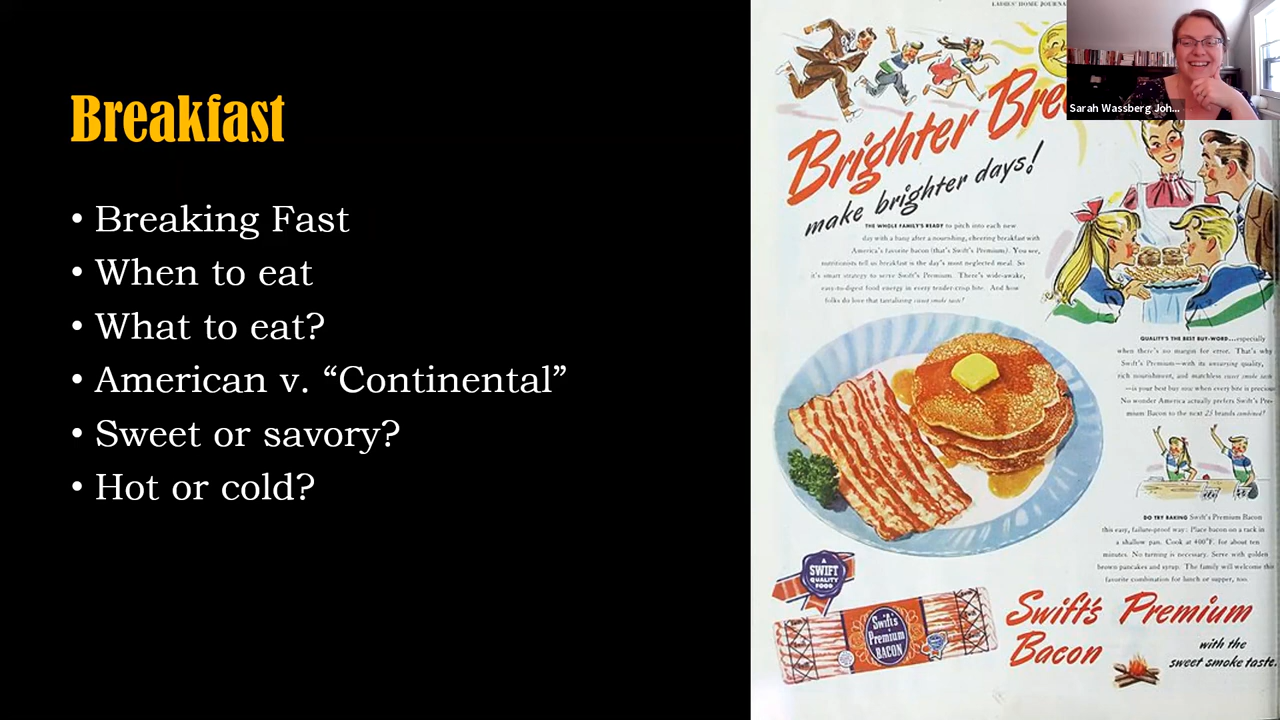 Breakfast
• Breaking Fast
• When to eat
• What to eat?
• American v. “Continental”
• Sweet or savory?
• Hot or cold?
LADIES' HOME
Sarah Wassberg Joh...
Brighter
make brighter days!
THE WHOLE FAMILY'S READY to pitch into each new
day with a bang after a nourishing, cheering breakfast with
America's favorite bacon (that's Swift's Premium). You see,
nutritionists tell us breakfast is the day's most neglected meal. So
it's smart strategy to serve Swift's Premium. There's wide-awake,
easy-to-digest food energy in every tender-crisp bite. And how
folks do love that tantalizing sweet smoke taste!
QUALITY'S THE BEST BUY-WORD...especially
when there's no margin for error. That's why
Swift's Premium—with its unvarying quality,
rich nourishment, and matchless sweet smoke taste
—is your best buy now when every bite is precious.
No wonder America actually prefers Swift's Pre-
mium Bacon to the next 23 brands combined!
DO TRY BAKING Swift's Premium Bacon
this easy, failure-proof way: Place bacon on a rack in
a shallow pan. Cook at 400°F. for about ten
minutes. No turning is necessary. Serve with golden
brown pancakes and syrup. The family will welcome this
favorite combination for lunch or supper, too.
A
SWIFT
QUALITY
FOOD
Swift's
Premium
BACON
Swift's Premium
Bacon
with the
sweet smoke taste